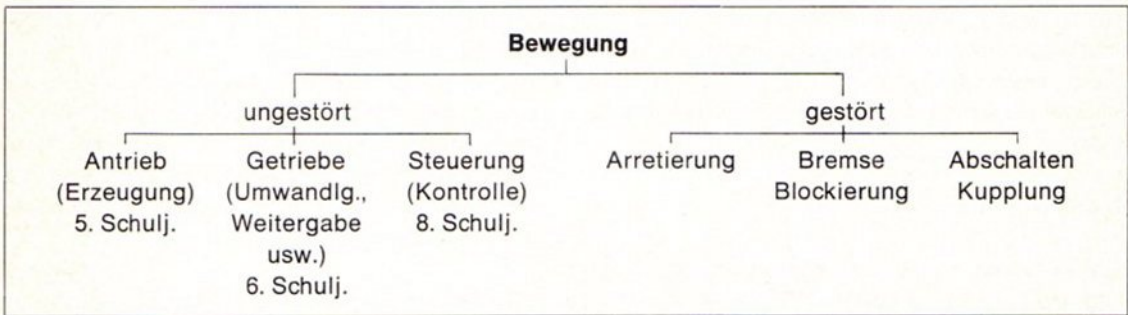 Bewegung
ungestört
gestört
Antrieb
(Erzeugung)
5. Schulj.
Getriebe
(Umwandlg.,
Weitergabe
usw.)
6. Schulj.
Steuerung
(Kontrolle)
8. Schulj.
Arretierung
Bremse
Blockierung
Abschalten
Kupplung